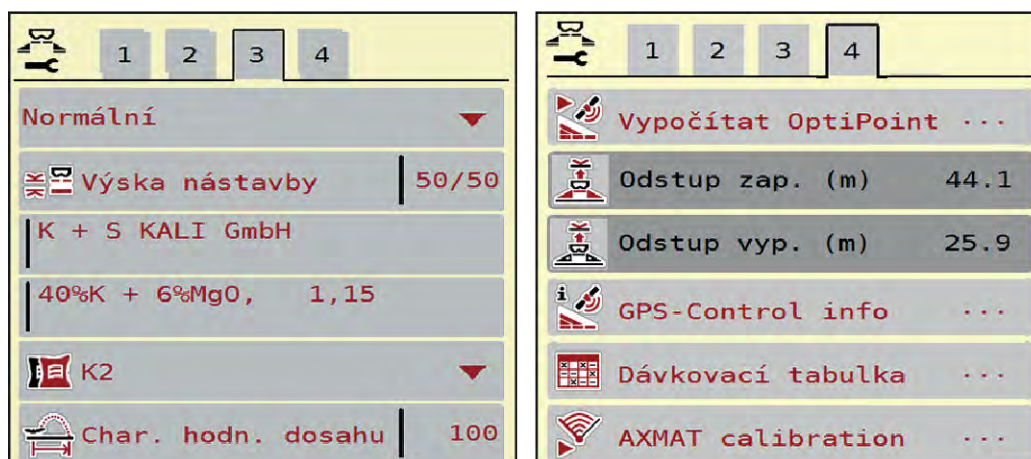 1 2 3 4
Normální
Výska nástavby 50/50
K + S KALI GmbH
40%K + 6%MgO, 1,15
K2
Char. hodn. dosahu 100
1 2 3 4
Vypočítat OptiPoint ...
Odstup zap. (m) 44.1
Odstup vyp. (m) 25.9
GPS-Control info ...
Dávkovací tabulka ...
AXMAT calibration ...